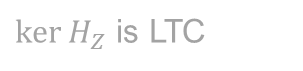 ker H_Z is LTC